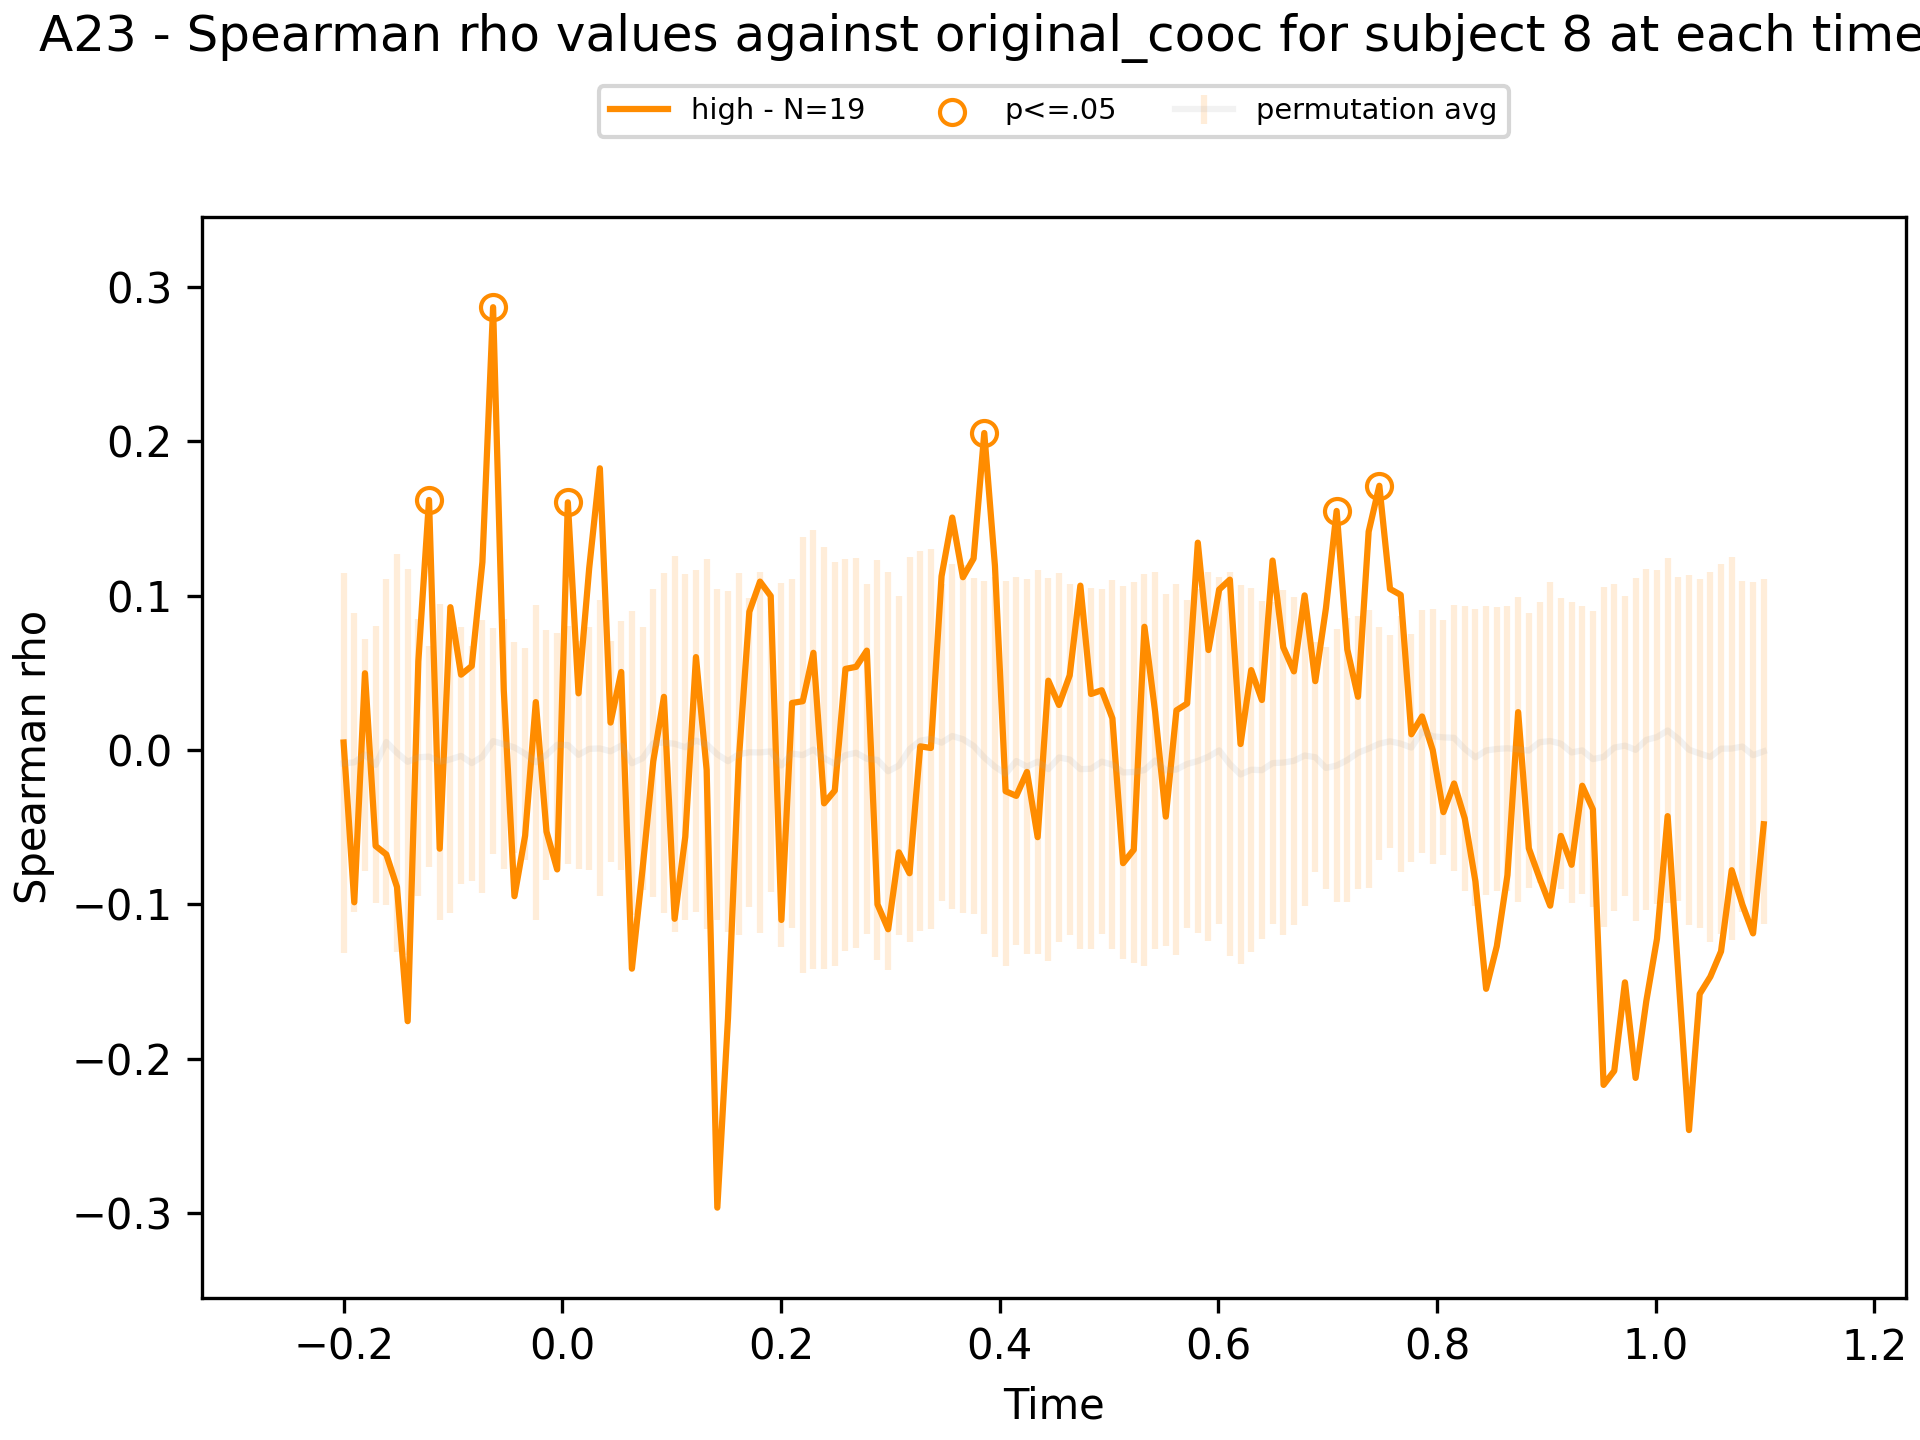 A23 - Spearman rho values against original_cooc for subject 8 at each time
high - N=19 p<=.05 permutation avg
0.3
0.2
0.1
0.0
−0.1
−0.2
−0.3
Spearman rho
−0.2 0.0 0.2 0.4 0.6 0.8 1.0 1.2
Time